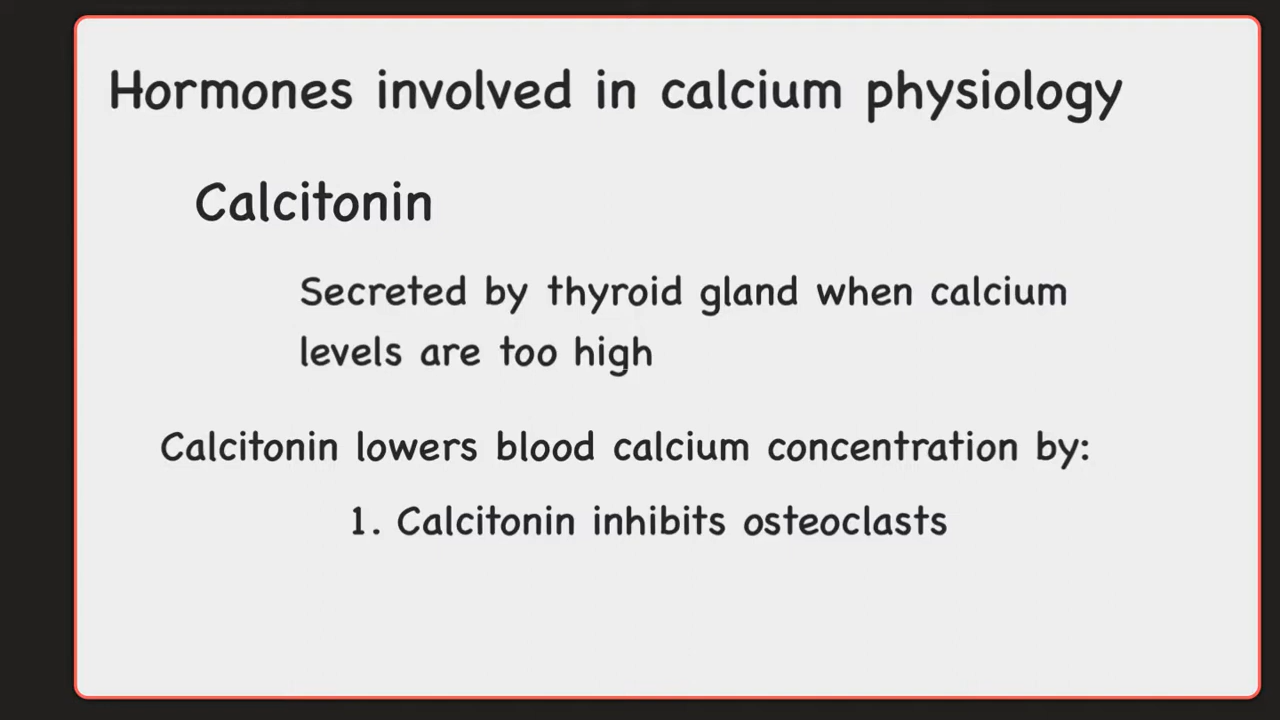 Hormones involved in calcium physiology
Calcitonin
Secreted by thyroid gland when calcium
levels are too high
Calcitonin lowers blood calcium concentration by:
1. Calcitonin inhibits osteoclasts